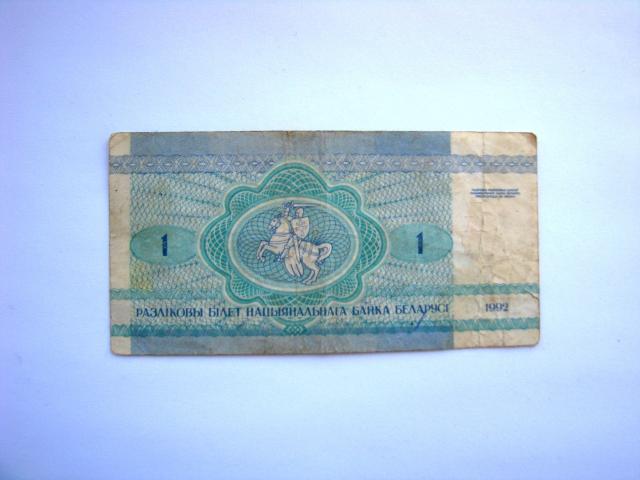 1 1
РАЗЛІКОВЫ БІЛЕТ НАЦЫЯНАЛЬНАГА БАНКА БЕЛАРУСІ 1992